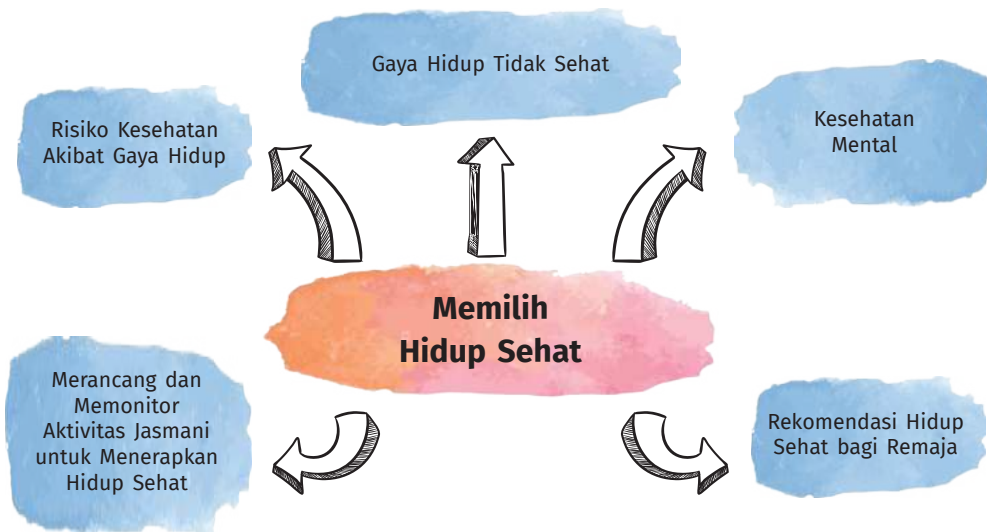 Gaya Hidup Tidak Sehat
Risiko Kesehatan
Akibat Gaya Hidup
Kesehatan
Mental
Memilih
Hidup Sehat
Merancang dan
Memonitor
Aktivitas Jasmani
untuk Menerapkan
Hidup Sehat
Rekomendasi Hidup
Sehat bagi Remaja